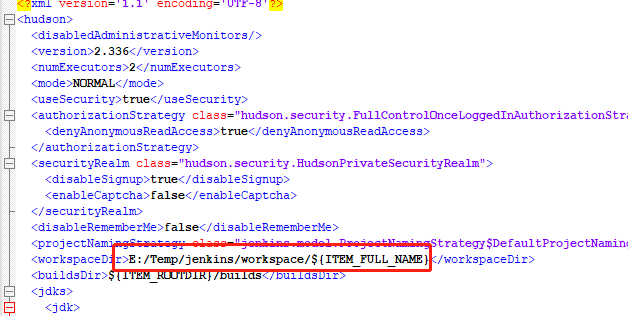 <?xml version='1.1' encoding='UTF-8'?>
<hudson>
<disabledAdministrativeMonitors/>
<version>2.336</version>
<numExecutors>2</numExecutors>
<mode>NORMAL</mode>
<useSecurity>true</useSecurity>
<authorizationStrategy class="hudson.security.FullControlOnceLoggedInAuthorizationStra
<denyAnonymousReadAccess>true</denyAnonymousReadAccess>
</authorizationStrategy>
<securityRealm class="hudson.security.HudsonPrivateSecurityRealm">
<disableSignup>true</disableSignup>
<enableCaptcha>false</enableCaptcha>
</securityRealm>
<disableRememberMe>false</disableRememberMe>
<projectNamingStrategy class="jenkins.model.ProjectNamingStrategy$DefaultProjectNaming
<workspaceDir>E:/Temp/jenkins/workspace/${ITEM_FULL_NAME}</workspaceDir>
<buildsDir>${ITEM_ROOTDIR}/builds</buildsDir>
<jdks>
<jdk>